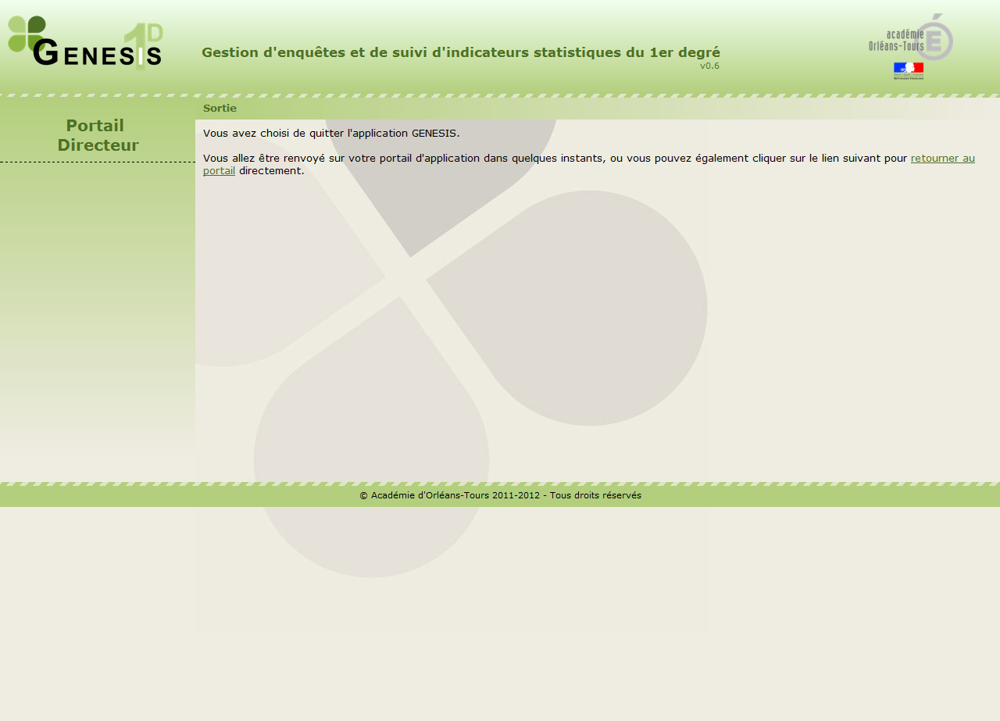 GENESIS 1D
Gestion d'enquêtes et de suivi d'indicateurs statistiques du 1er degré
v0.6
académie
Orléans-Tours
É
Portail
Directeur
Sortie
Vous avez choisi de quitter l'application GENESIS.
Vous allez être renvoyé sur votre portail d'application dans quelques instants, ou vous pouvez également cliquer sur le lien suivant pour retourner au
portail directement.
© Académie d'Orléans-Tours 2011-2012 - Tous droits réservés